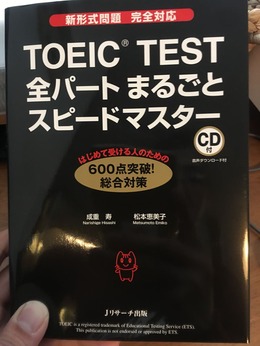 新形式問題 完全対応
TOEIC® TEST
全パート まるごと
スピードマスター
CD
付
音声ダウンロード付
はじめて受ける人のための
600点突破!
総合対策
成重 寿 松本恵美子
Narishige Hisashi Matsumoto Emiko
Jリサーチ出版
TOEIC is a registered trademark of Educational Testing Service (ETS).
This publication is not endorsed or approved by ETS.